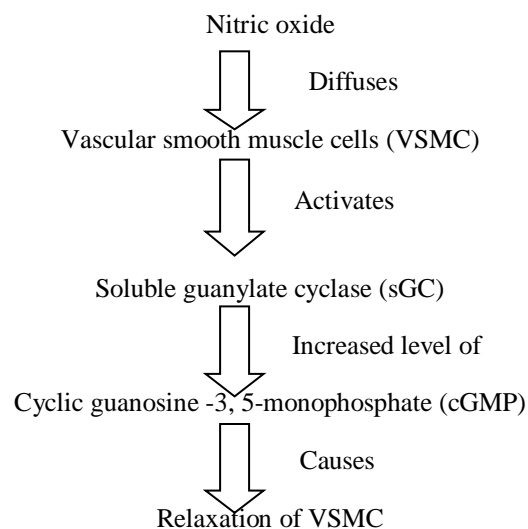 Nitric oxide
Diffuses
Vascular smooth muscle cells (VSMC)
Activates
Soluble guanylate cyclase (sGC)
Increased level of
Cyclic guanosine -3, 5-monophosphate (cGMP)
Causes
Relaxation of VSMC